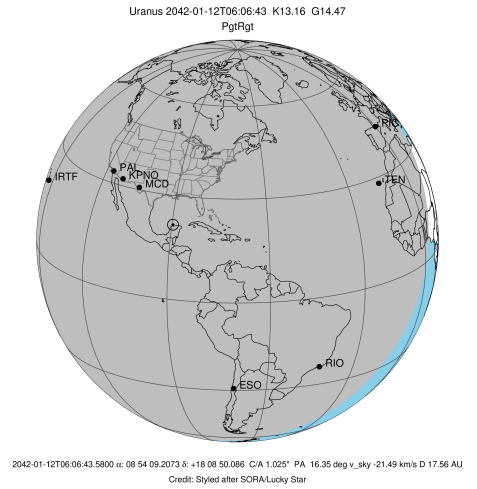 Uranus 2042-01-12T06:06:43 K13.16 G14.47
PgtRgt
PIC
PAL
IRTF
KPNO
TEN
MCD
RIO
ESO
2042-01-12T06:06:43.5800 α: 08 54 09.2073 δ: +18 08 50.086 C/A 1.025" PA 16.35 deg v_sky -21.49 km/s D 17.56 AU
Credit: Styled after SORA/Lucky Star